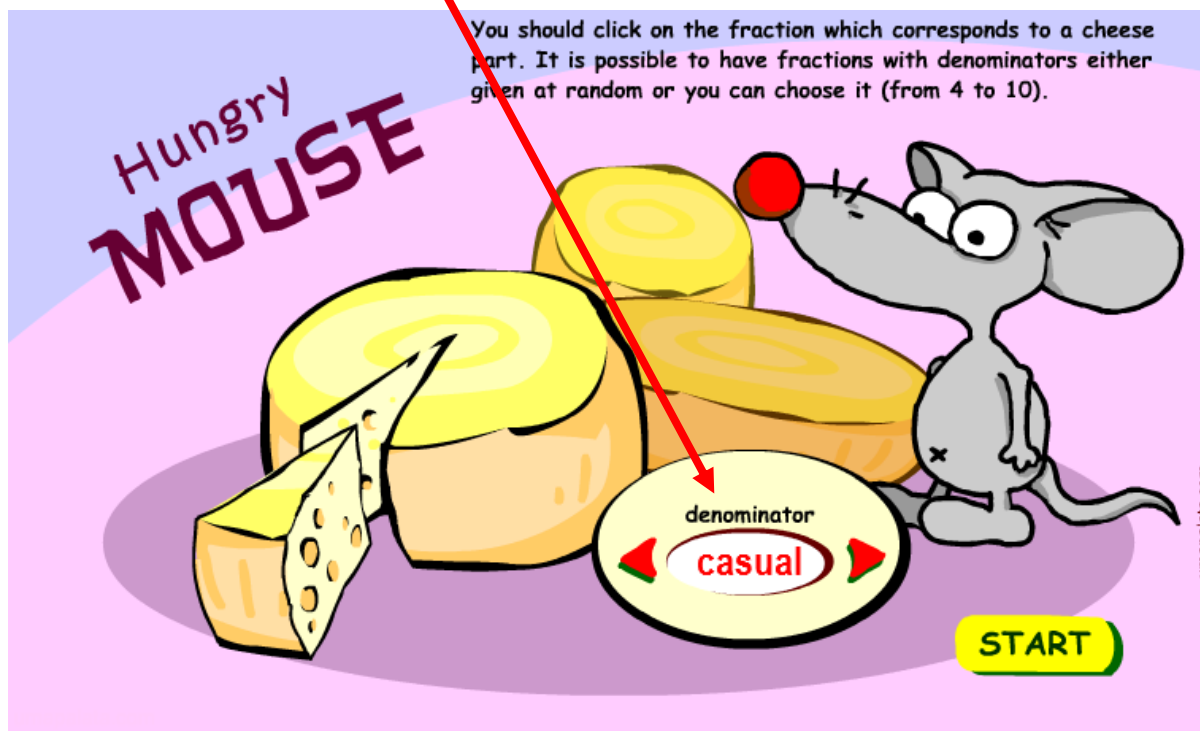 You should click on the fraction which corresponds to a cheese
part. It is possible to have fractions with denominators either
given at random or you can choose it (from 4 to 10).
Hungry
MOUSE
denominator
casual
START